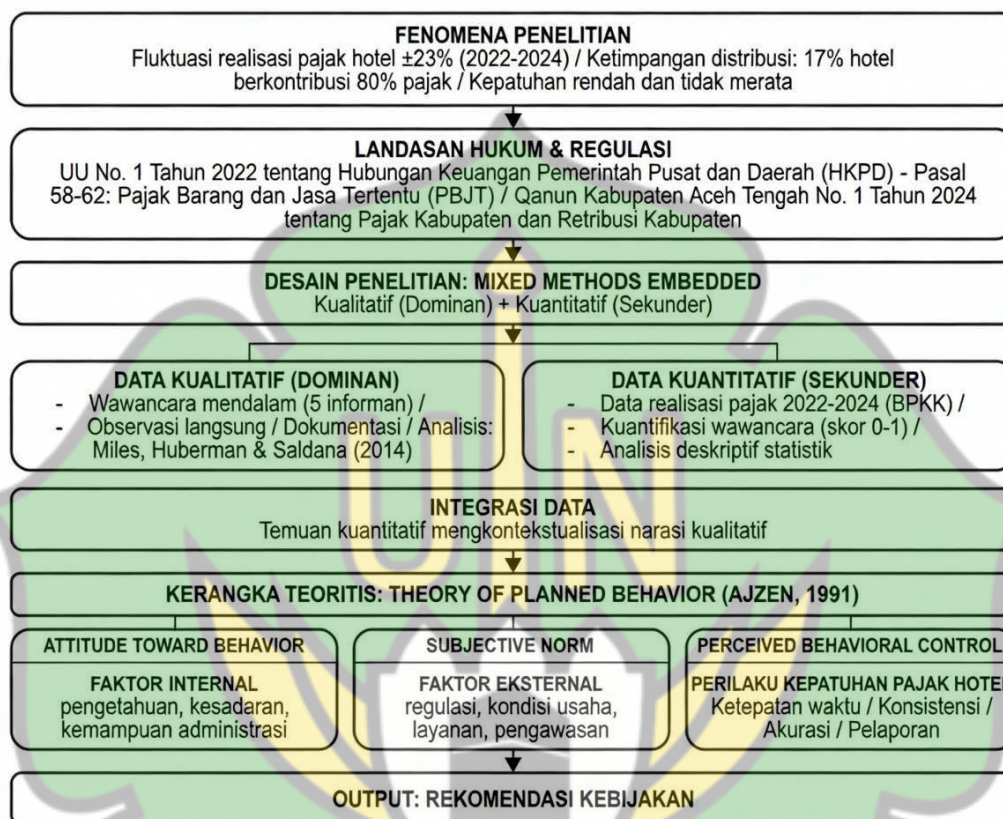 FENOMENA PENELITIAN
Fluktuasi realisasi pajak hotel ±23% (2022-2024) / Ketimpangan distribusi: 17% hotel
berkontribusi 80% pajak / Kepatuhan rendah dan tidak merata
LANDASAN HUKUM & REGULASI
UU No. 1 Tahun 2022 tentang Hubungan Keuangan Pemerintah Pusat dan Daerah (HKPD) - Pasal
58-62: Pajak Barang dan Jasa Tertentu (PBJT) / Qanun Kabupaten Aceh Tengah No. 1 Tahun 2024
tentang Pajak Kabupaten dan Retribusi Kabupaten
DESAIN PENELITIAN: MIXED METHODS EMBEDDED
Kualitatif (Dominan) + Kuantitatif (Sekunder)
DATA KUALITATIF (DOMINAN)
- Wawancara mendalam (5 informan) /
- Observasi langsung / Dokumentasi / Analisis:
Miles, Huberman & Saldana (2014)
DATA KUANTITATIF (SEKUNDER)
- Data realisasi pajak 2022-2024 (BPKK) /
- Kuantifikasi wawancara (skor 0-1) /
- Analisis deskriptif statistik
INTEGRASI DATA
Temuan kuantitatif mengkontekstualisasi narasi kualitatif
UIN
KERANGKA TEORITIS: THEORY OF PLANNED BEHAVIOR (AJZEN, 1991)
ATTITUDE TOWARD BEHAVIOR
FAKTOR INTERNAL
pengetahuan, kesadaran,
kemampuan administrasi
SUBJECTIVE NORM
FAKTOR EKSTERNAL
regulasi, kondisi usaha,
layanan, pengawasan
PERCEIVED BEHAVIORAL CONTROL
PERILAKU KEPATUHAN PAJAK HOTEL
Ketepatan waktu / Konsistensi /
Akurasi / Pelaporan
OUTPUT: REKOMENDASI KEBIJAKAN